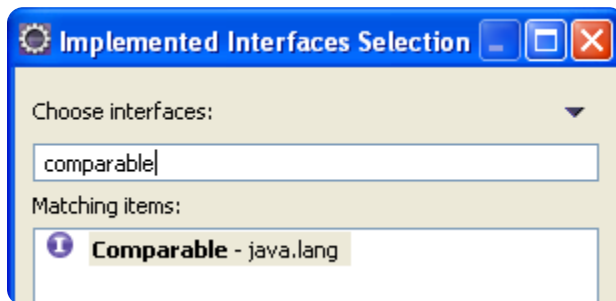 Implemented Interfaces Selection
Choose interfaces:
comparable
Matching items:
Comparable - java.lang